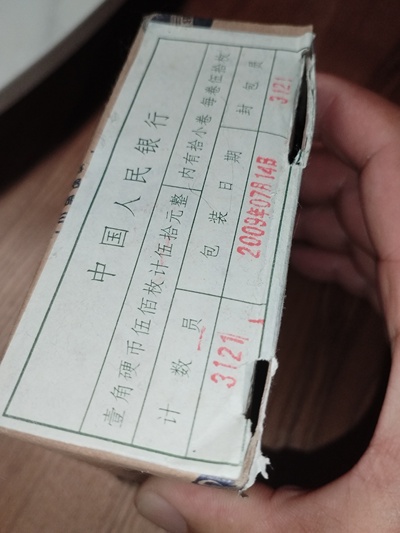 中国人民银行
壹角硬币伍佰枚计伍拾元整
内有拾小卷 每卷伍拾枚
计数员 包装日期 封包员
3121 2009年07月14日 3121